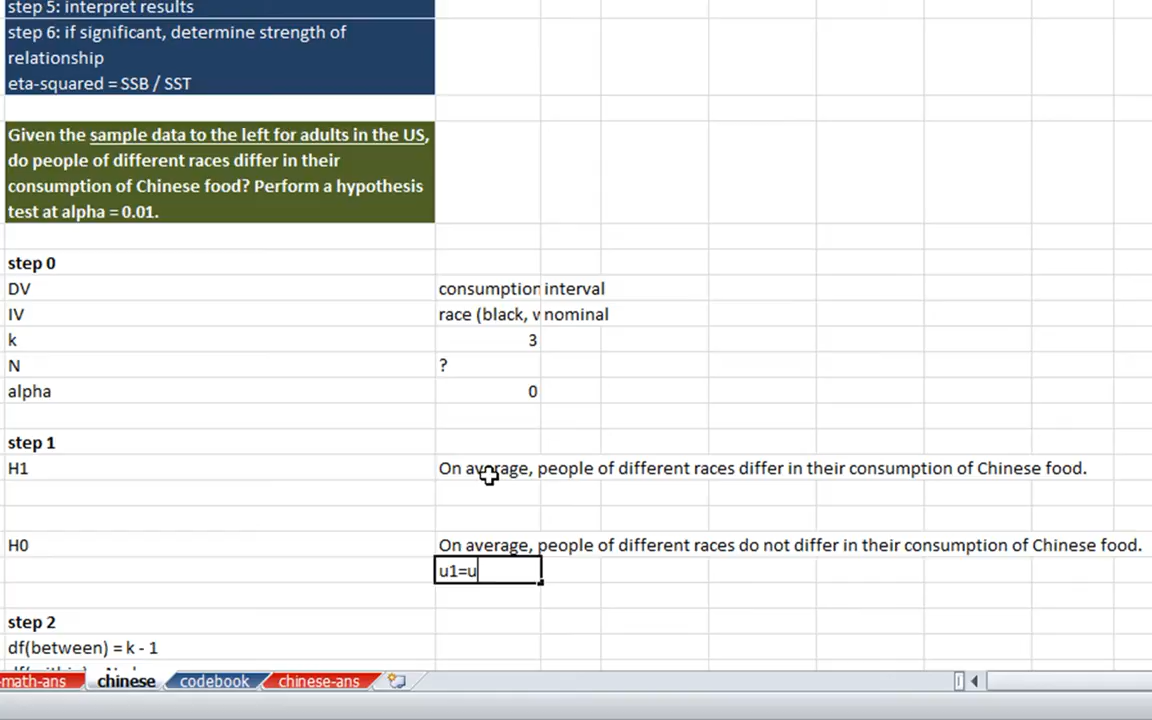 step 5: interpret results
step 6: if significant, determine strength of
relationship
eta-squared = SSB / SST
Given the sample data to the left for adults in the US,
do people of different races differ in their
consumption of Chinese food? Perform a hypothesis
test at alpha = 0.01.
step 0
DV consumption interval
IV race (black, w nominal
k 3
N ?
alpha 0
step 1
H1 On average, people of different races differ in their consumption of Chinese food.
H0 On average, people of different races do not differ in their consumption of Chinese food.
u1=u
step 2
df(between) = k - 1
-math-ans chinese codebook chinese-ans